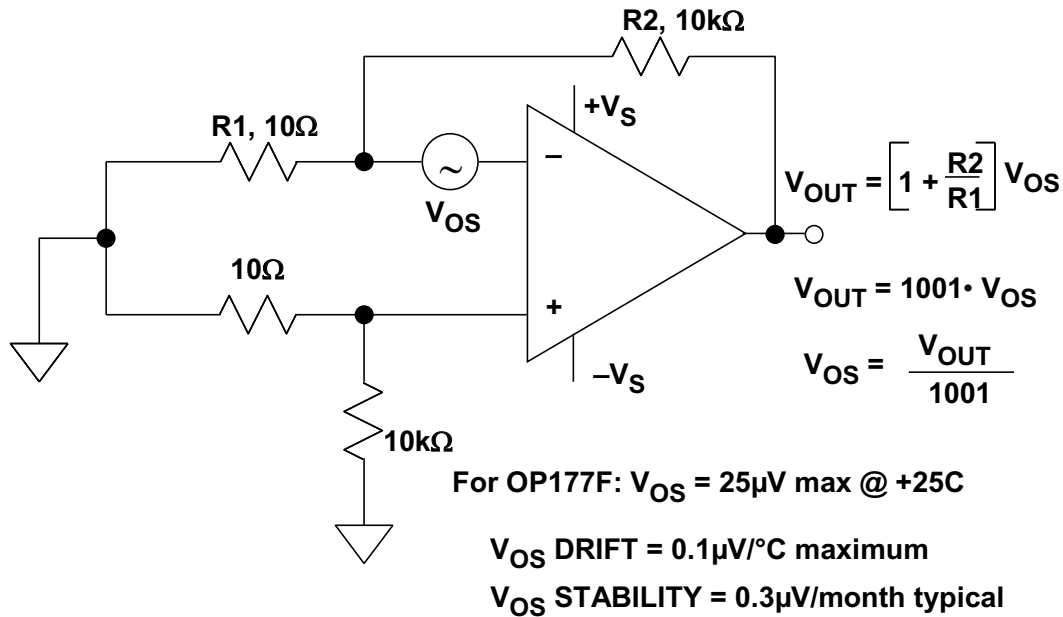 R2, 10kΩ
+VS
R1, 10Ω
–
VOS
VOUT = [1 + R2/R1] VOS
10Ω
+
VOUT = 1001• VOS
–VS
VOS = VOUT/1001
10kΩ
For OP177F: VOS = 25µV max @ +25C
VOS DRIFT = 0.1µV/°C maximum
VOS STABILITY = 0.3µV/month typical